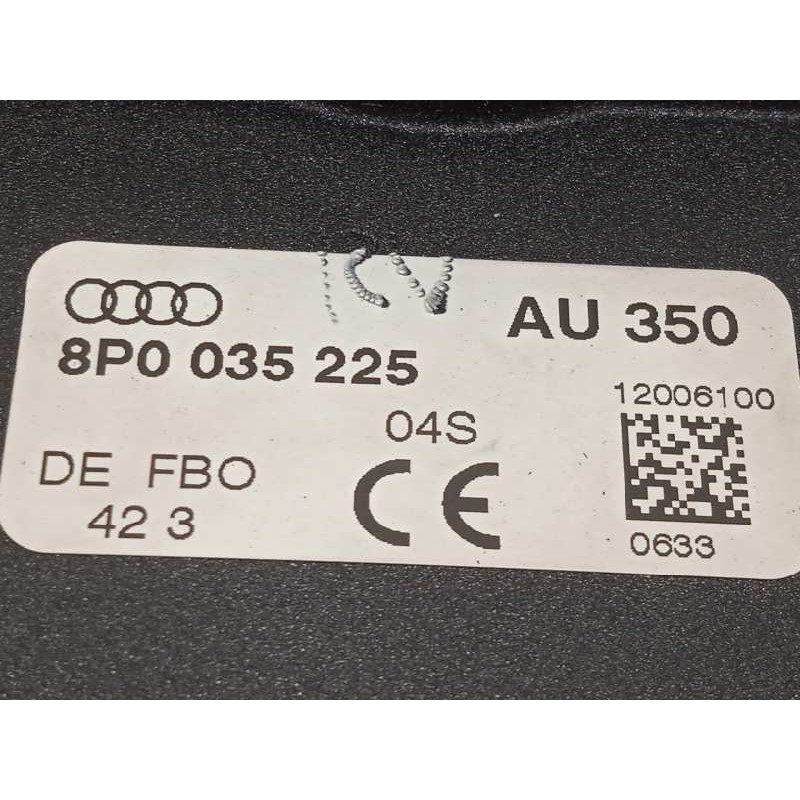 AU 350
8P0 035 225
12006100
04S
DE FBO
42 3
CE
0633